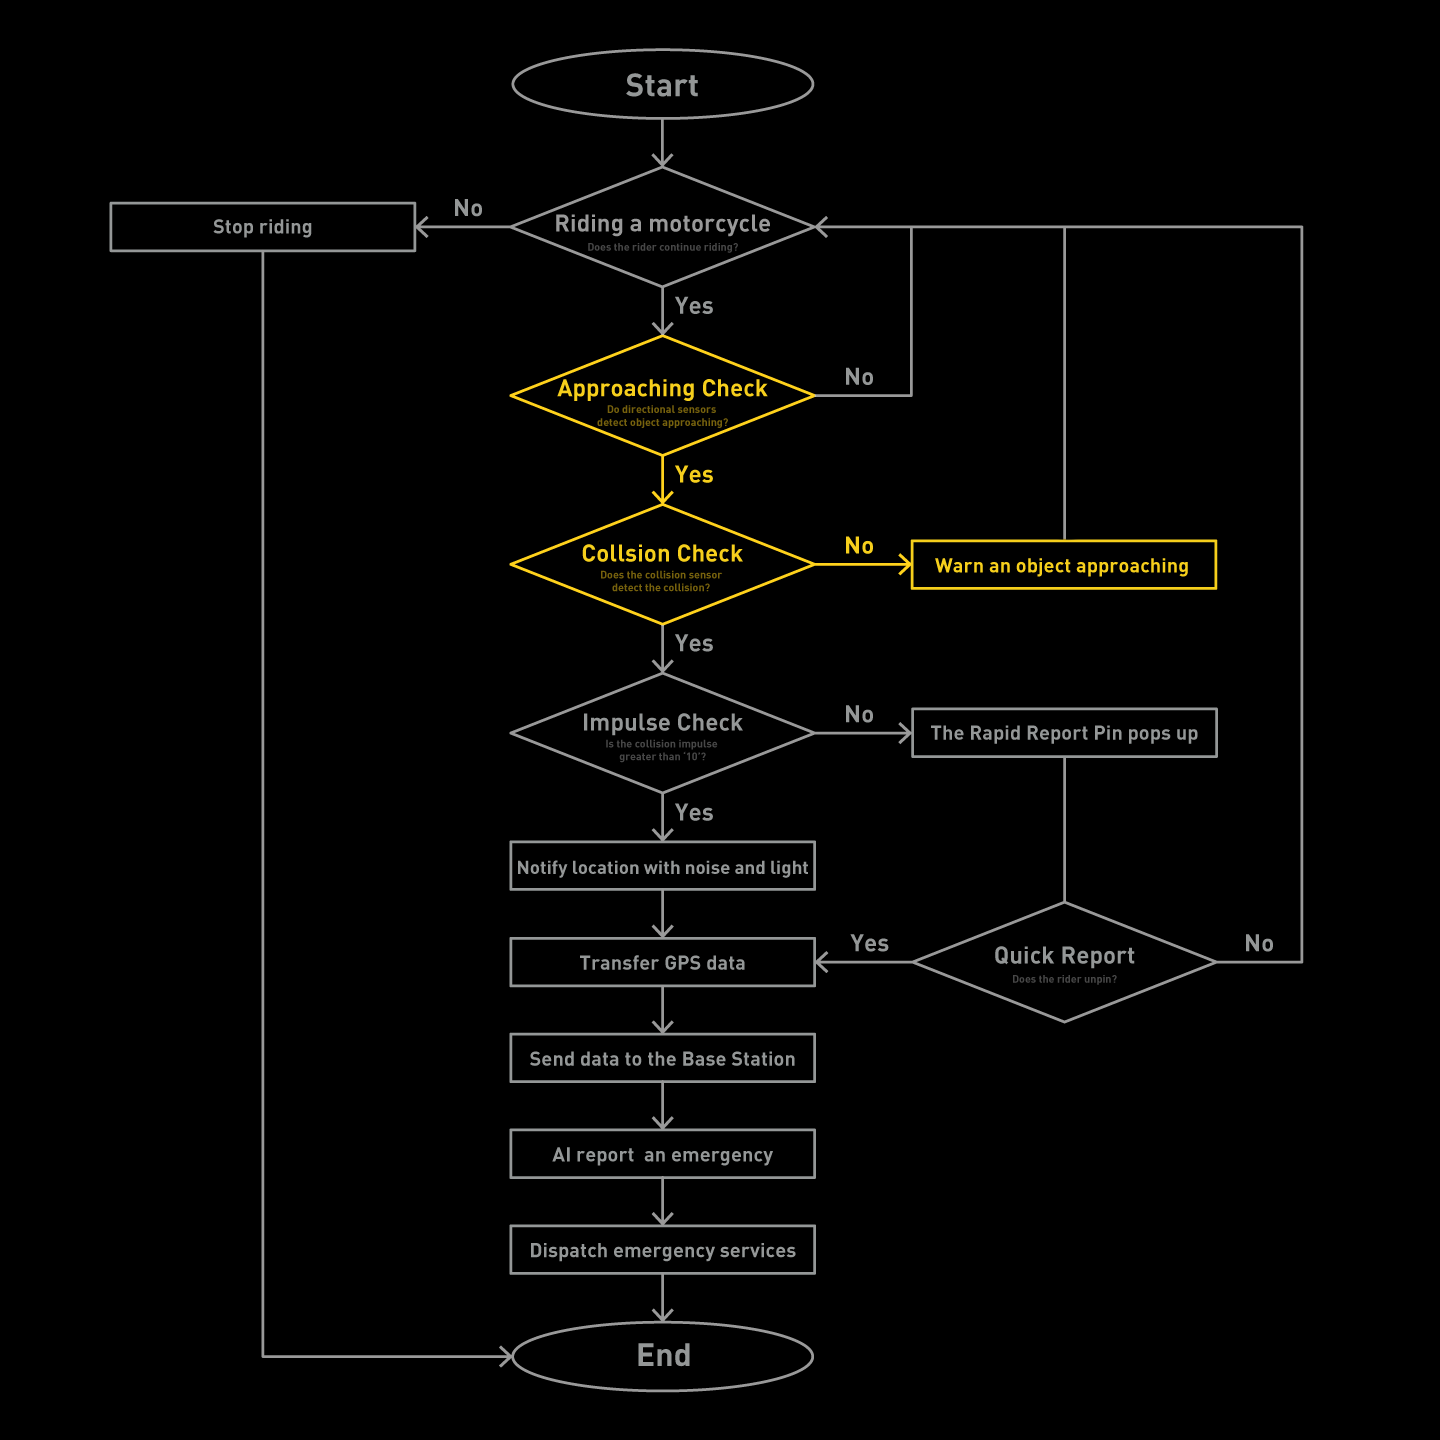 Start
No
Stop riding
Riding a motorcycle
Does the rider continue riding?
Yes
Approaching Check
Do directional sensors
detect object approaching?
No
Yes
Collsion Check
Does the collision sensor
detect the collision?
No
Warn an object approaching
Yes
Impulse Check
Is the collision impulse
greater than '10'?
No
The Rapid Report Pin pops up
Yes
Notify location with noise and light
Transfer GPS data
Yes
Quick Report
Does the rider unpin?
No
Send data to the Base Station
AI report  an emergency
Dispatch emergency services
End